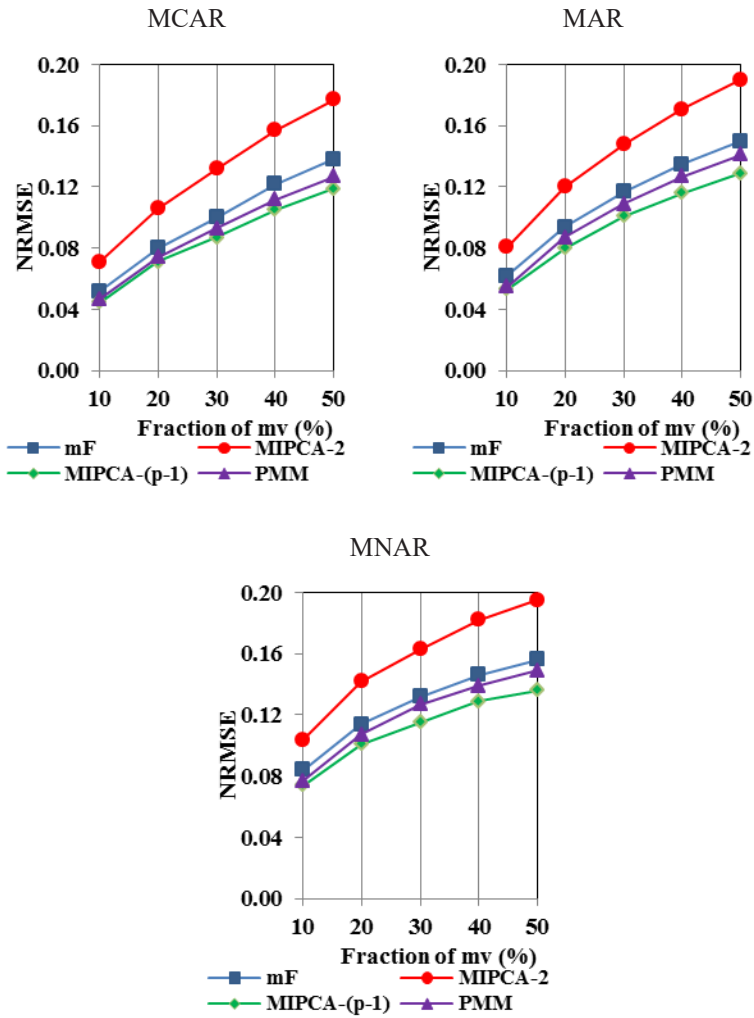 MCAR
0.20
0.16
0.12
0.08
0.04
0.00
NRMSE
10 20 30 40 50
Fraction of mv (%)
mF MIPCA-2
MIPCA-(p-1) PMM
MAR
0.20
0.16
0.12
0.08
0.04
0.00
NRMSE
10 20 30 40 50
Fraction of mv (%)
mF MIPCA-2
MIPCA-(p-1) PMM
MNAR
0.20
0.16
0.12
0.08
0.04
0.00
NRMSE
10 20 30 40 50
Fraction of mv (%)
mF MIPCA-2
MIPCA-(p-1) PMM